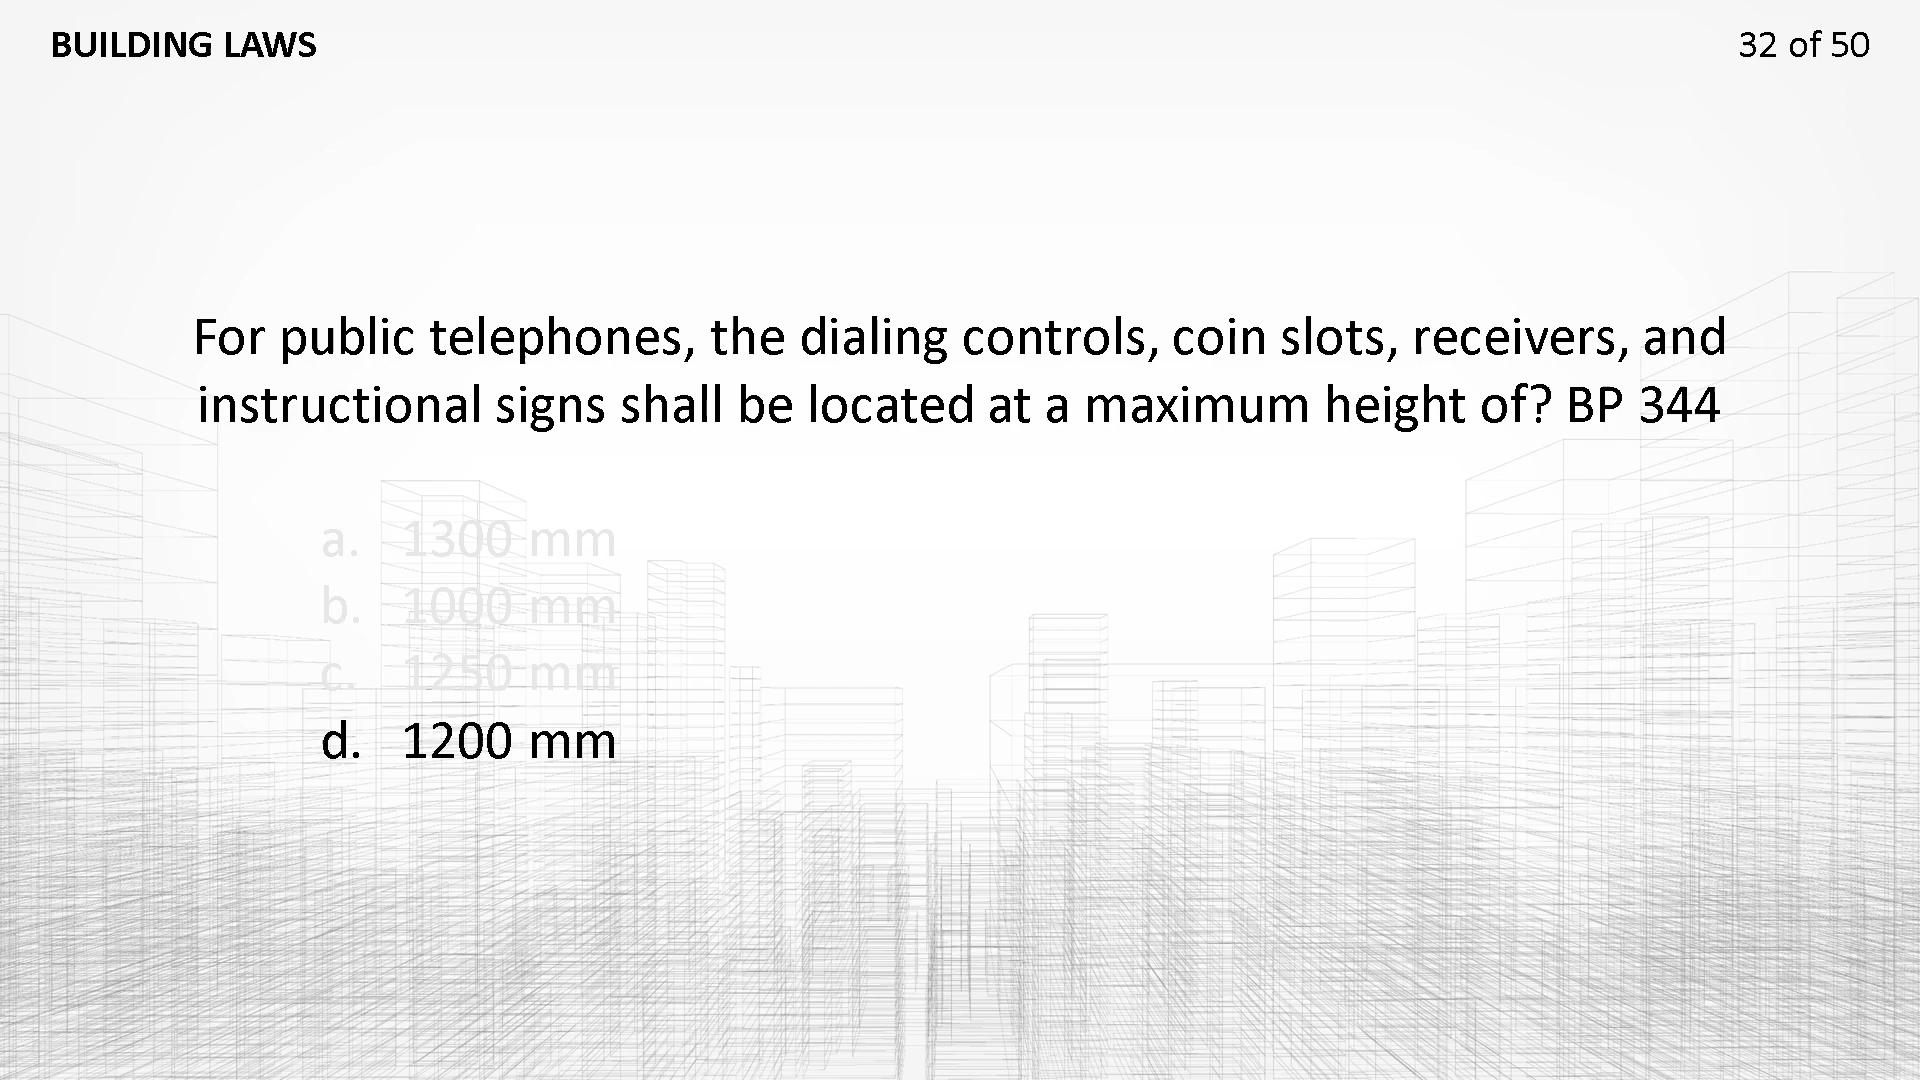 BUILDING LAWS
32 of 50
For public telephones, the dialing controls, coin slots, receivers, and
instructional signs shall be located at a maximum height of? BP 344
a. 1300 mm
b. 1000 mm
c. 1250 mm
d. 1200 mm